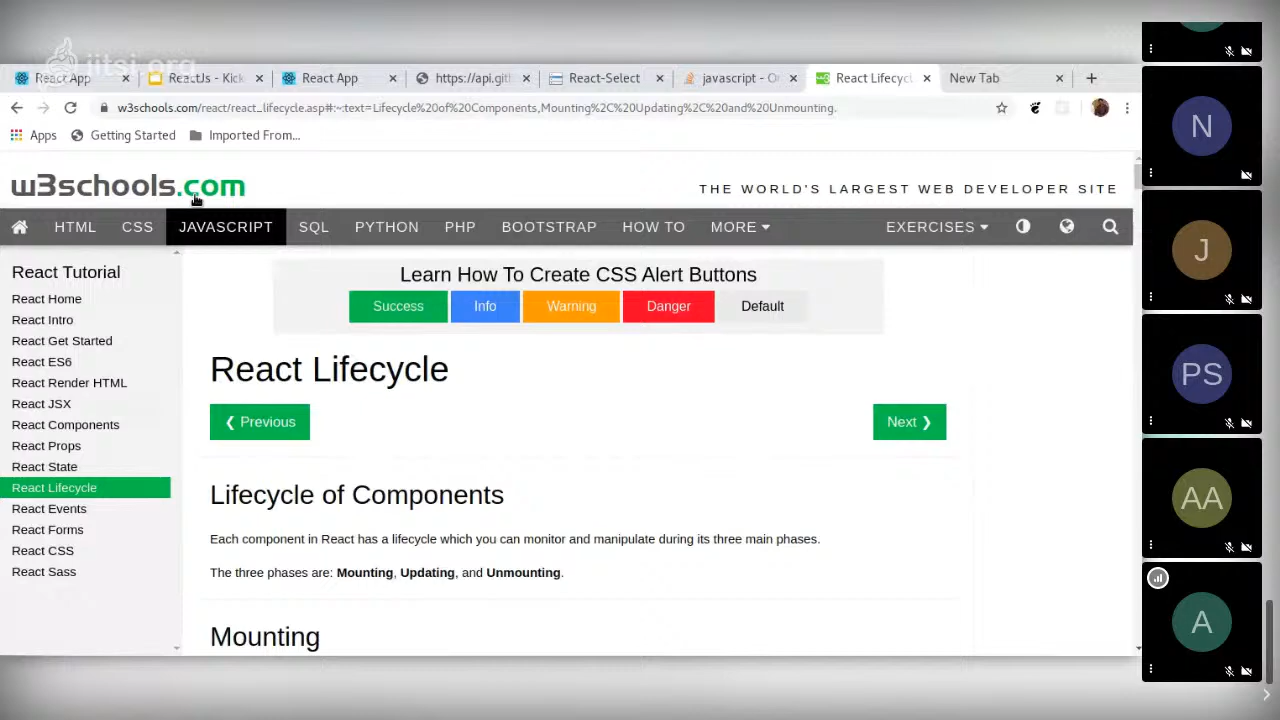 jitsi.org
React App
ReactJs - Kick
React App
https://api.gitl
React-Select
javascript - O
React Lifecycl
New Tab
w3schools.com/react/react_lifecycle.asp#:~:text=Lifecycle%20of%20Components,Mounting%2C%20Updating%2C%20and%20Unmounting.
Apps
Getting Started
Imported From...
w3schools.com
THE WORLD'S LARGEST WEB DEVELOPER SITE
HTML CSS JAVASCRIPT SQL PYTHON PHP BOOTSTRAP HOW TO MORE EXERCISES
React Tutorial
React Home
React Intro
React Get Started
React ES6
React Render HTML
React JSX
React Components
React Props
React State
React Lifecycle
React Events
React Forms
React CSS
React Sass
Learn How To Create CSS Alert Buttons
Success Info Warning Danger Default
React Lifecycle
❮ Previous
Next ❯
Lifecycle of Components
Each component in React has a lifecycle which you can monitor and manipulate during its three main phases.
The three phases are: Mounting, Updating, and Unmounting.
Mounting
N
J
PS
AA
A